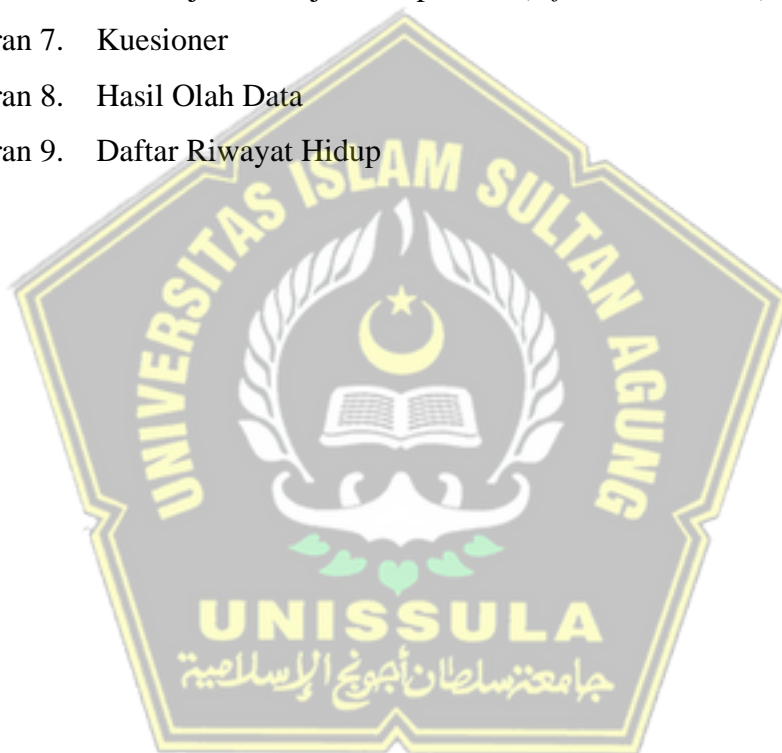 ran 7. Kuesioner
ran 8. Hasil Olah Data
ran 9. Daftar Riwayat Hidup
UNIVERSITAS ISLAM SULTAN AGUNG
UNISSULA
جامعة سلطان أجونج الإسلامية